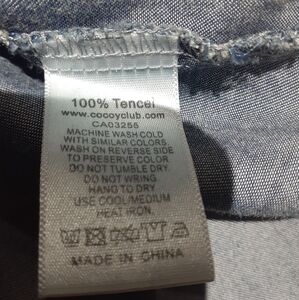 100% Tencel
www.cocoyclub.com
CA03256
MACHINE WASH COLD
WITH SIMILAR COLORS.
WASH ON REVERSE SIDE
TO PRESERVE COLOR.
DO NOT TUMBLE DRY.
DO NOT WRING
HANG TO DRY
USE COOL/MEDIUM
HEAT IRON.
MADE IN CHINA